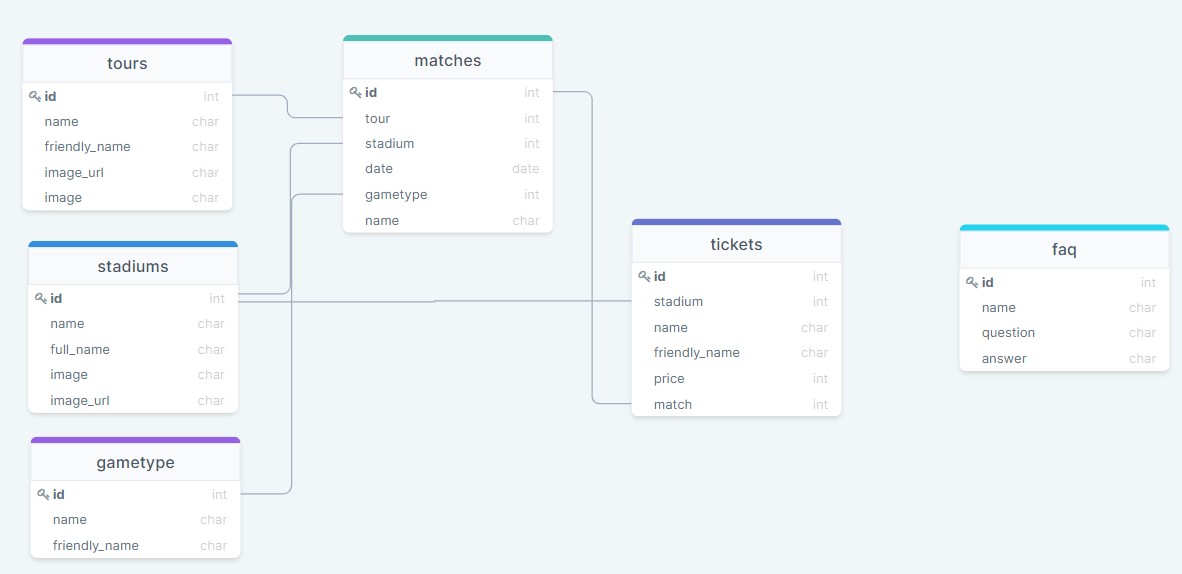 tours
id int
name char
friendly_name char
image_url char
image char
matches
id int
tour int
stadium int
date date
gametype int
name char
stadiums
id int
name char
full_name char
image char
image_url char
gametype
id int
name char
friendly_name char
tickets
id int
stadium int
name char
friendly_name char
price int
match int
faq
id int
name char
question char
answer char